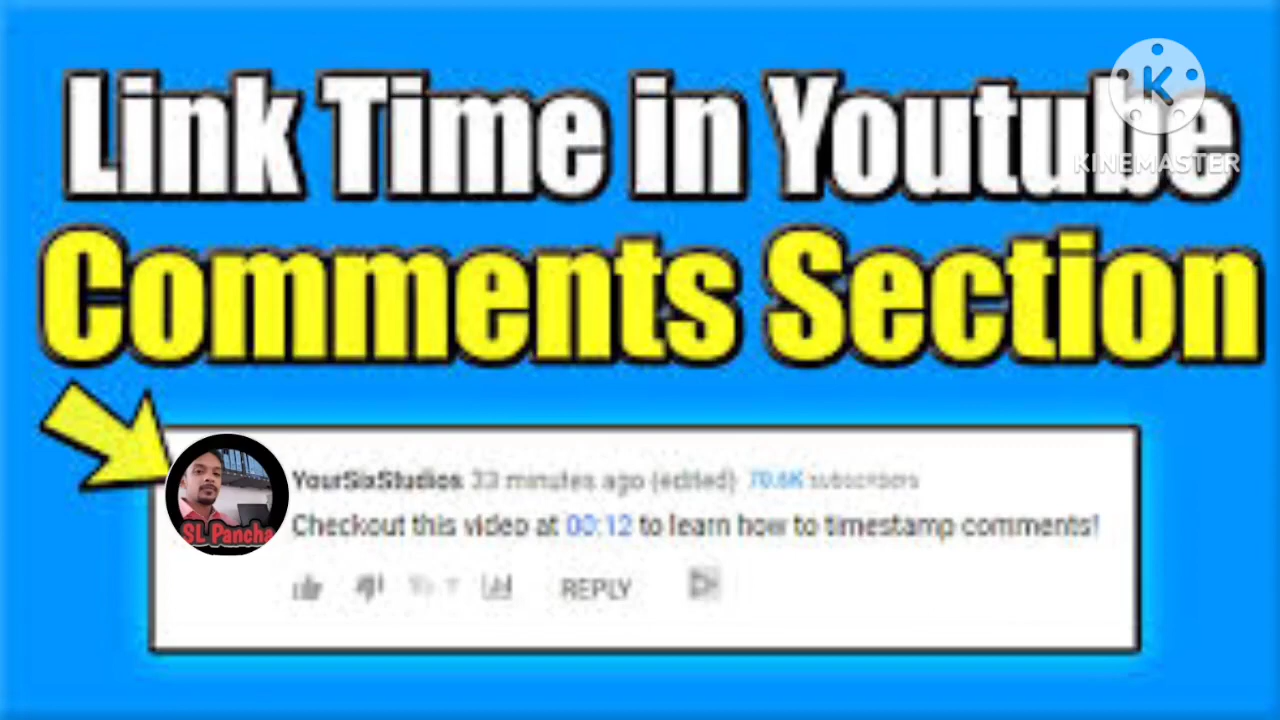 Link Time in Youtube
K
KINEMASTER
Comments Section
YourSixStudios 33 minutes ago (edited) 70.6K subscribers
Checkout this video at 00:12 to learn how to timestamp comments!
SL Pancha
REPLY